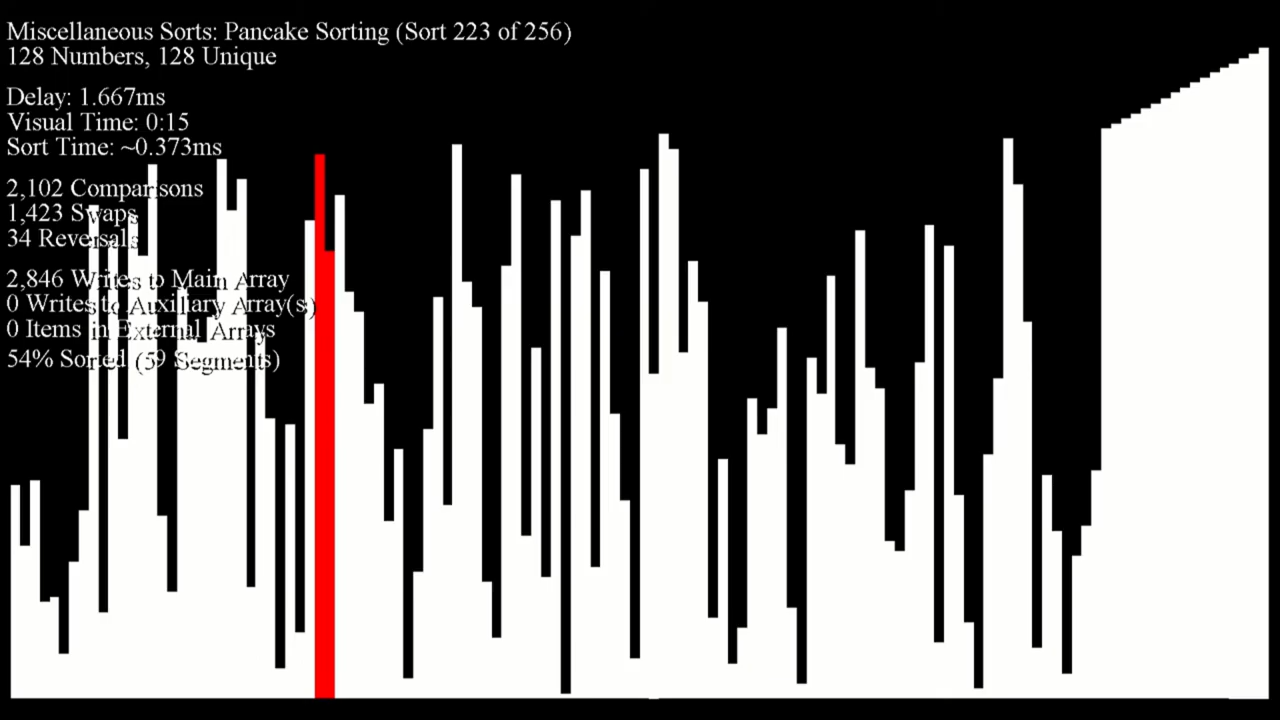 Miscellaneous Sorts: Pancake Sorting (Sort 223 of 256)
128 Numbers, 128 Unique
Delay: 1.667ms
Visual Time: 0:15
Sort Time: ~0.373ms
2,102 Comparisons
1,423 Swaps
34 Reversals
2,846 Writes to Main Array
0 Writes to Auxiliary Array(s)
0 Items in External Arrays
54% Sorted (59 Segments)